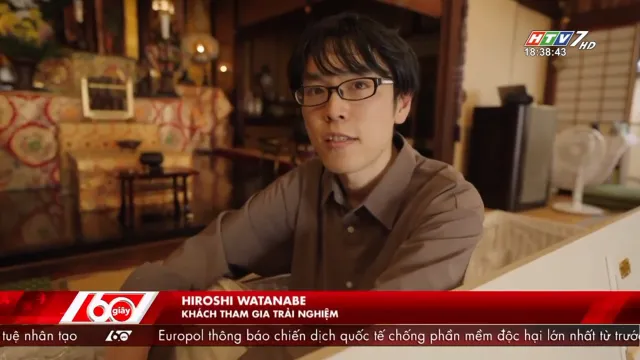 HTV7 HD
18:38:43
60 giây
HIROSHI WATANABE
KHÁCH THAM GIA TRẢI NGHIỆM
tuệ nhân tạo 60 Europol thông báo chiến dịch quốc tế chống phần mềm độc hại lớn nhất từ trước